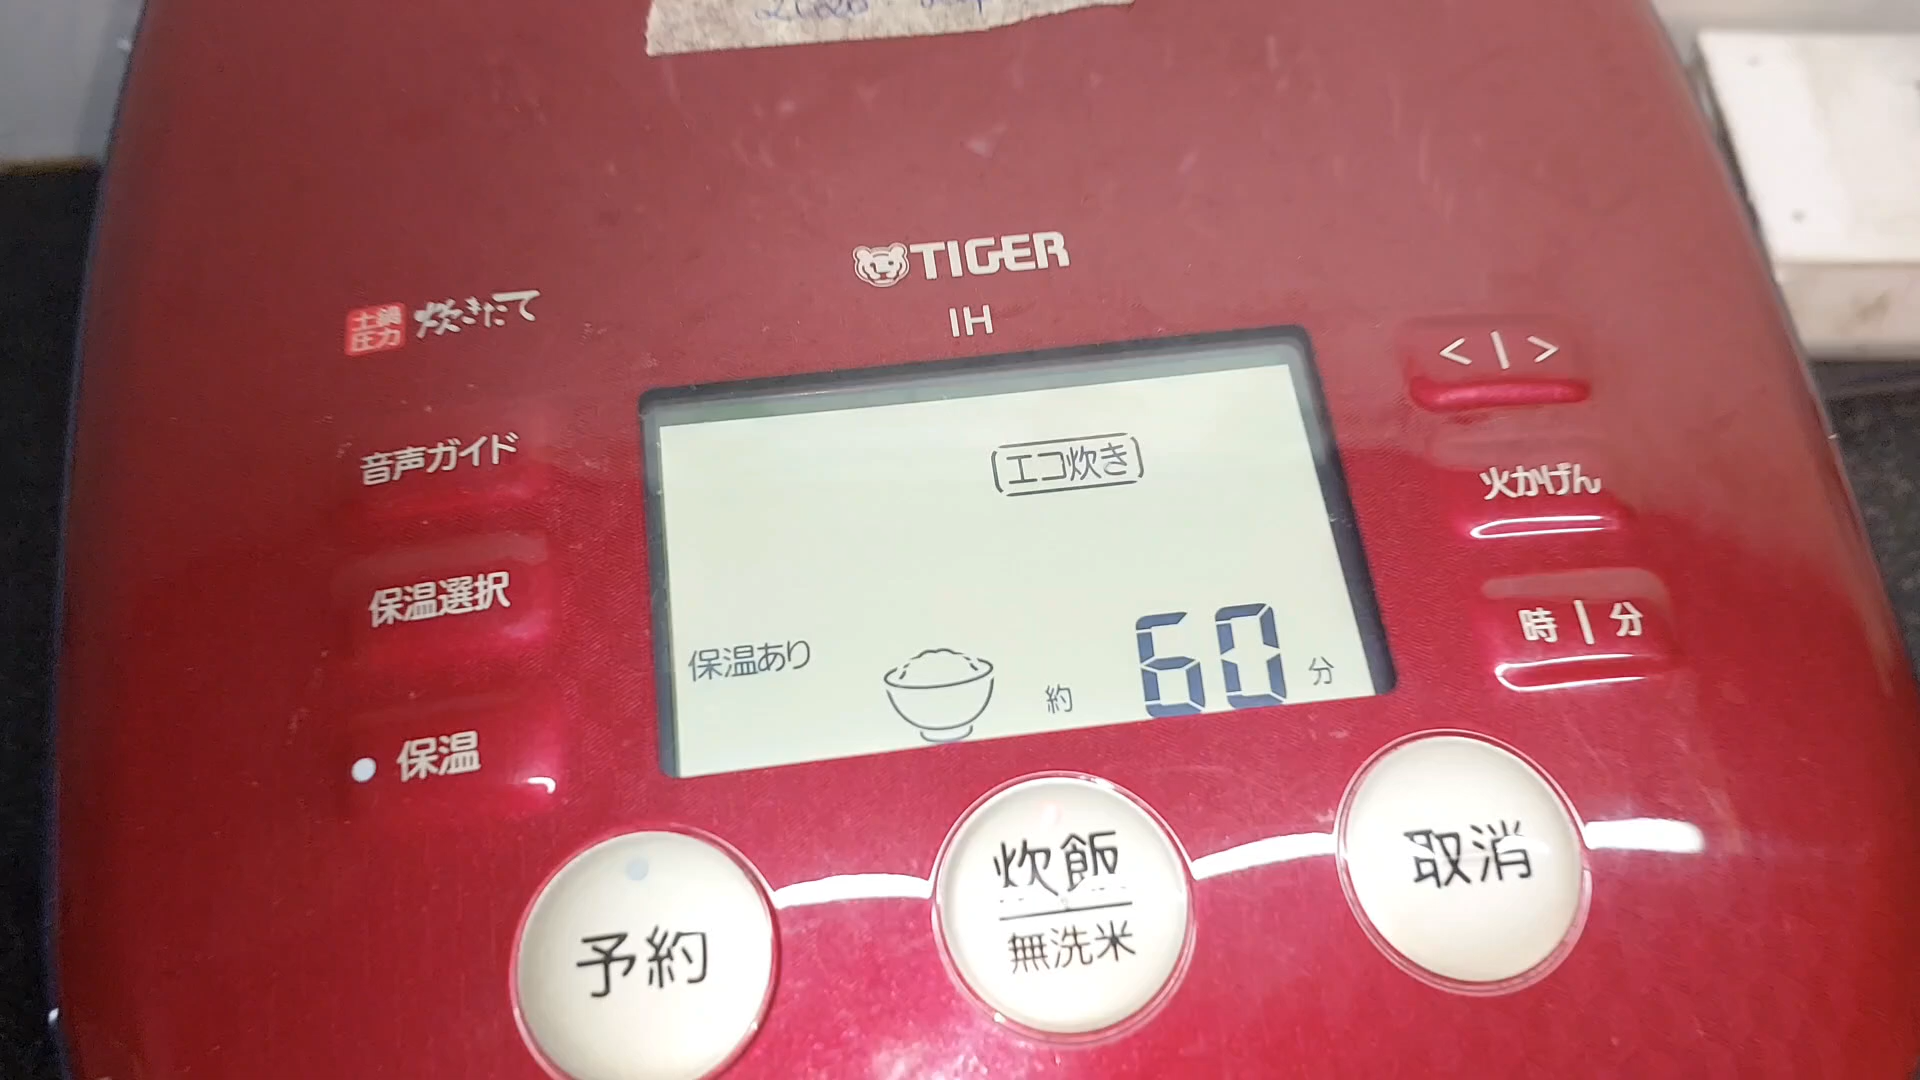 TIGER
IH
土鍋
圧力
炊きたて
< | >
音声ガイド
エコ炊き
火かげん
保温選択
時 | 分
保温あり
約 60 分
保温
炊飯
無洗米
取消
予約